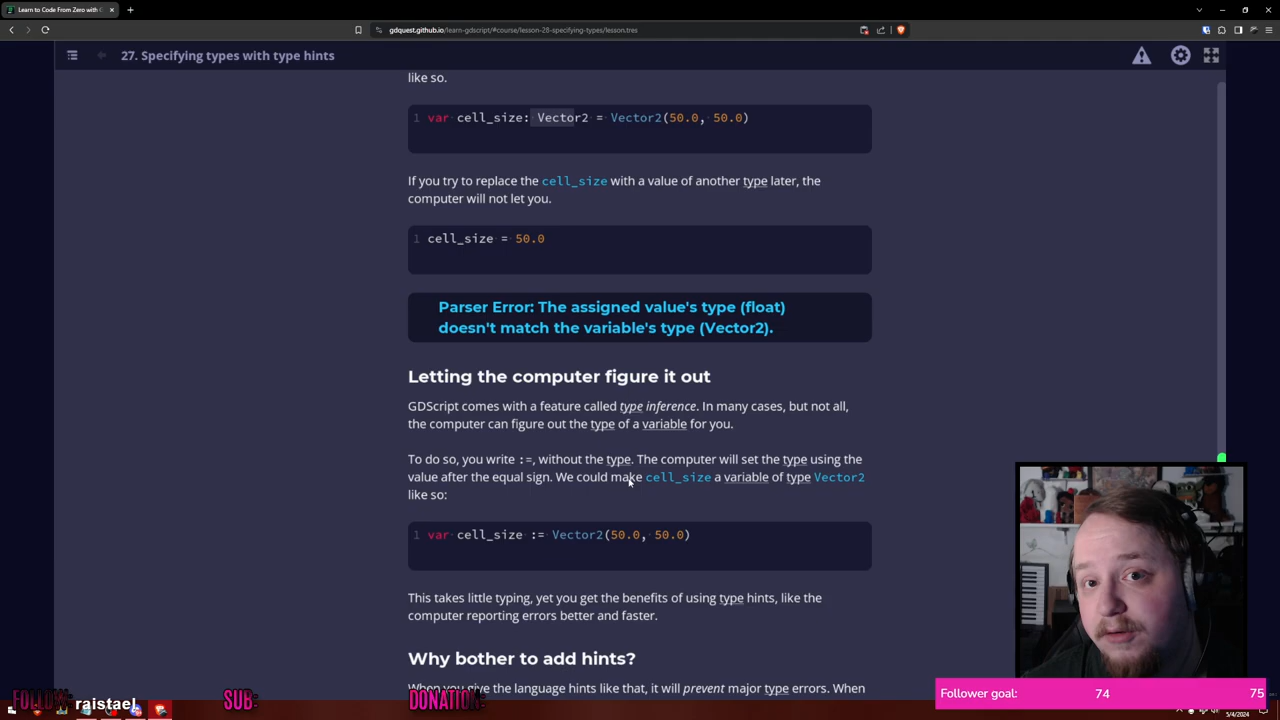 Learn to Code From Zero with G
gdquest.github.io/learn-gdscript/#course/lesson-28-specifying-types/lesson.tres
27. Specifying types with type hints
like so.
1 var cell_size: Vector2 = Vector2(50.0, 50.0)
If you try to replace the cell_size with a value of another type later, the
computer will not let you.
1 cell_size = 50.0
Parser Error: The assigned value's type (float)
doesn't match the variable's type (Vector2).
Letting the computer figure it out
GDScript comes with a feature called type inference. In many cases, but not all,
the computer can figure out the type of a variable for you.
To do so, you write :=, without the type. The computer will set the type using the
value after the equal sign. We could make cell_size a variable of type Vector2
like so:
1 var cell_size := Vector2(50.0, 50.0)
This takes little typing, yet you get the benefits of using type hints, like the
computer reporting errors better and faster.
Why bother to add hints?
When you give the language hints like that, it will prevent major type errors. When
FOLLOW: raistael SUB: DONATION:
Follower goal: 74 75
5/4/2024